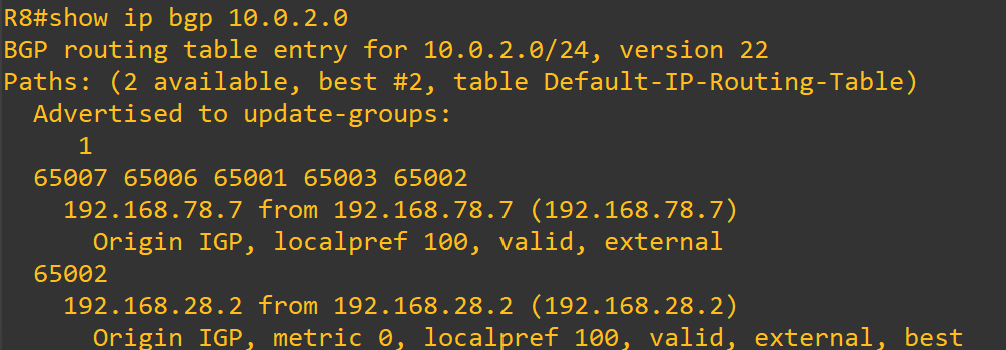 R8#show ip bgp 10.0.2.0
BGP routing table entry for 10.0.2.0/24, version 22
Paths: (2 available, best #2, table Default-IP-Routing-Table)
Advertised to update-groups:
1
65007 65006 65001 65003 65002
192.168.78.7 from 192.168.78.7 (192.168.78.7)
Origin IGP, localpref 100, valid, external
65002
192.168.28.2 from 192.168.28.2 (192.168.28.2)
Origin IGP, metric 0, localpref 100, valid, external, best